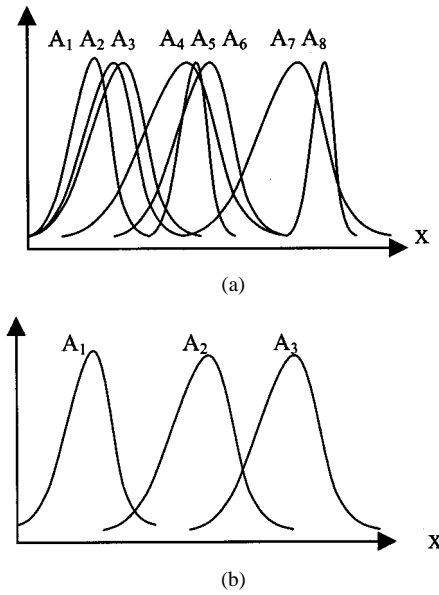 A₁ A₂ A₃ A₄ A₅ A₆ A₇ A₈
X
(a)
A₁ A₂ A₃
X
(b)